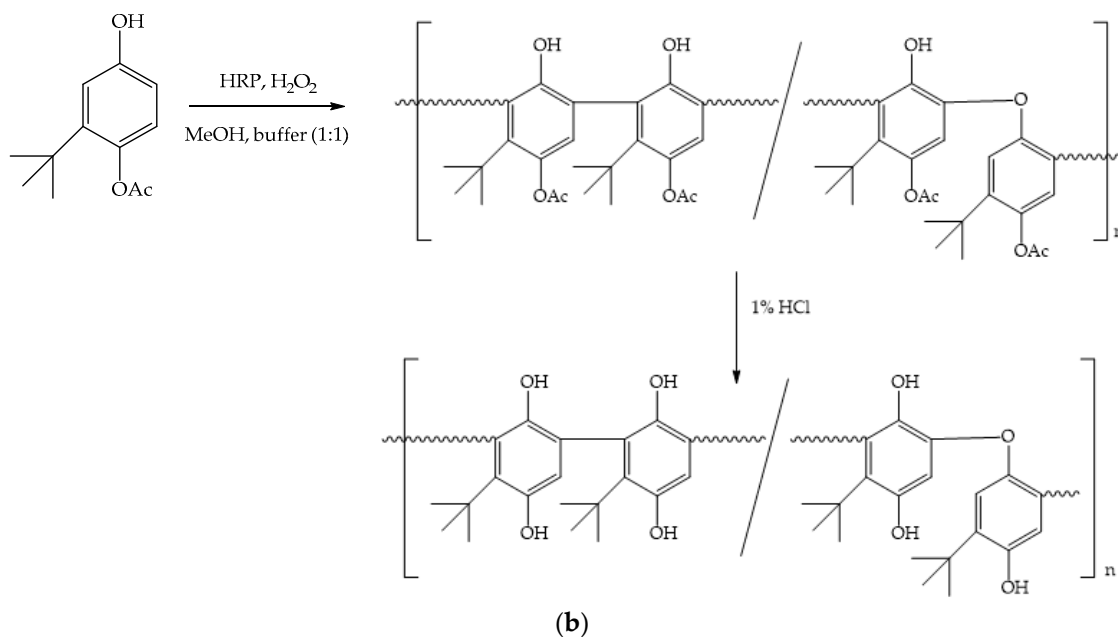 OH
HRP, H₂O₂
MeOH, buffer (1:1)
OAc
OH
OH
OAc
OAc
OH
O
OAc
OAc
n
1% HCl
OH
OH
OH
OH
OH
O
OH
OH
n
(b)